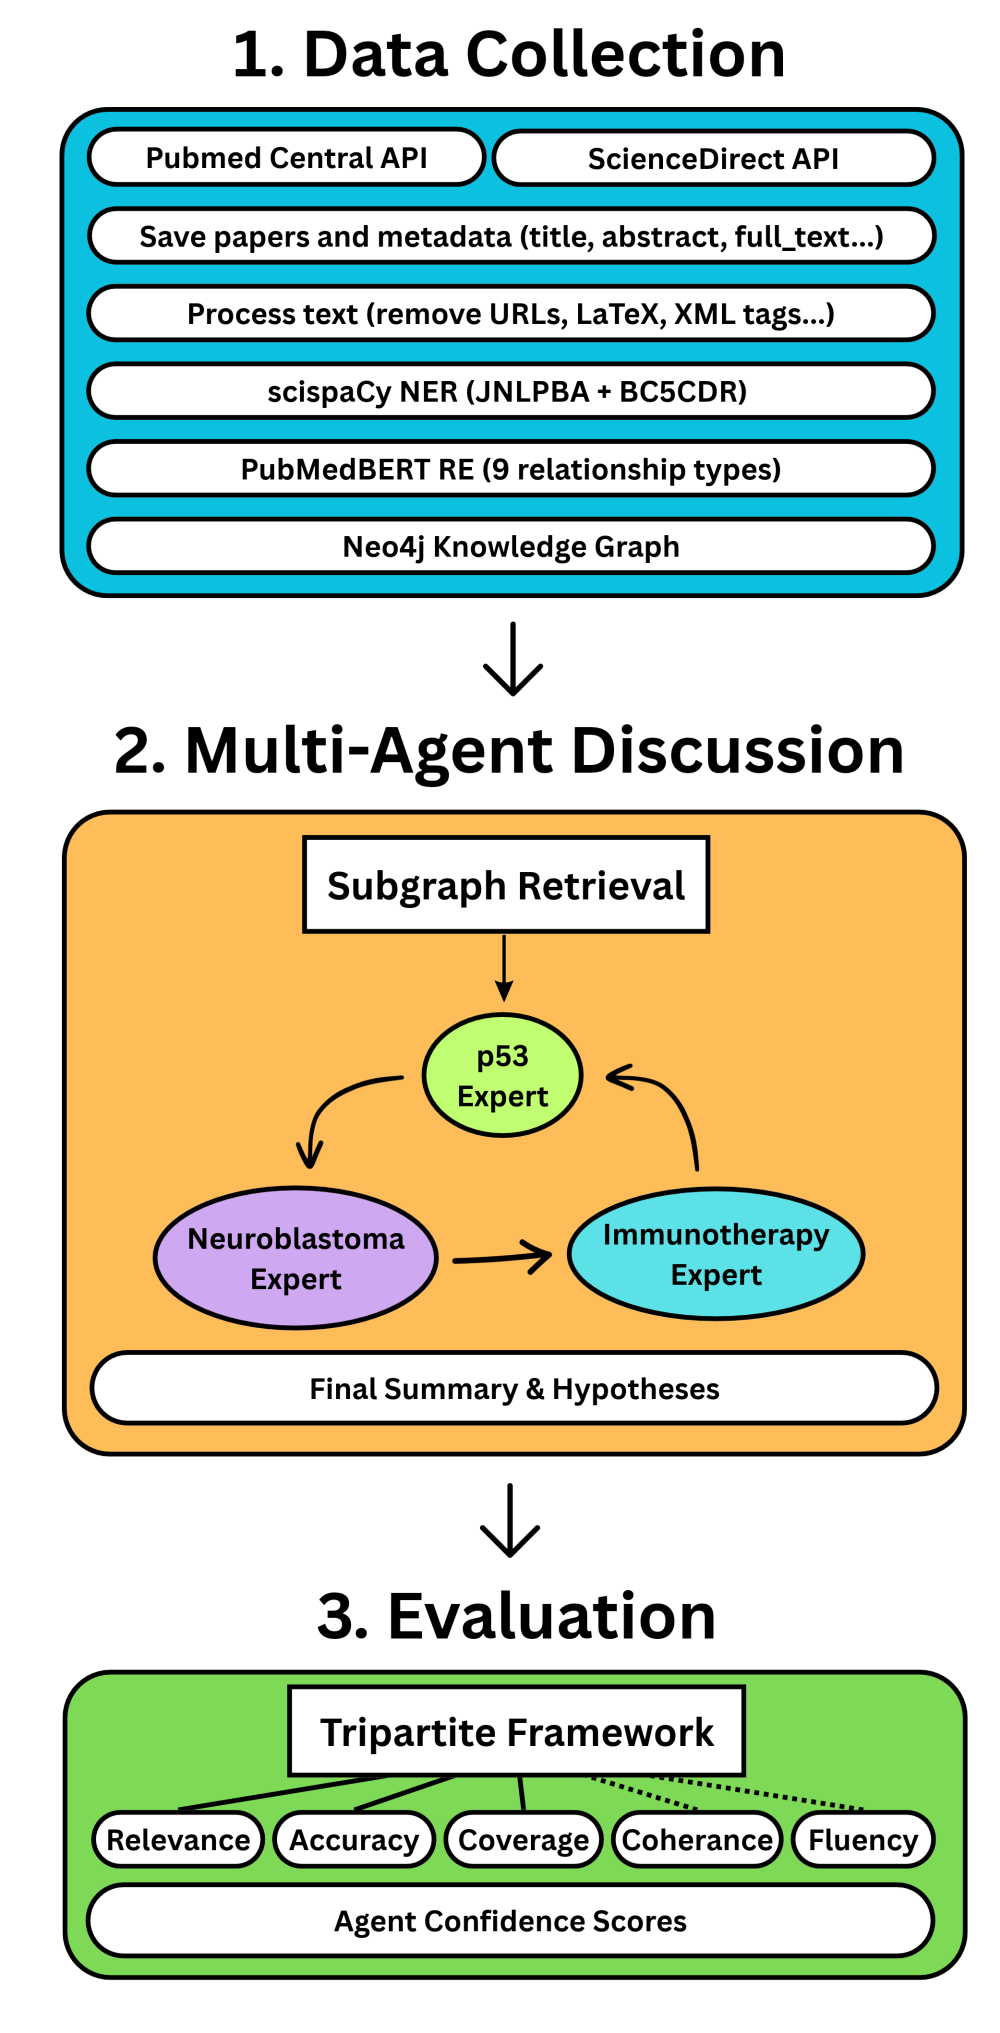 1. Data Collection
Pubmed Central API
ScienceDirect API
Save papers and metadata (title, abstract, full_text...)
Process text (remove URLs, LaTeX, XML tags...)
scispaCy NER (JNLPBA + BC5CDR)
PubMedBERT RE (9 relationship types)
Neo4j Knowledge Graph
2. Multi-Agent Discussion
Subgraph Retrieval
p53
Expert
Neuroblastoma
Expert
Immunotherapy
Expert
Final Summary & Hypotheses
3. Evaluation
Tripartite Framework
Relevance
Accuracy
Coverage
Coherance
Fluency
Agent Confidence Scores